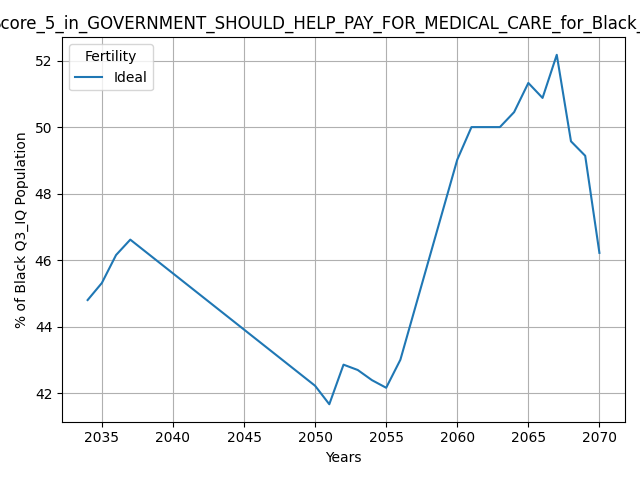 score_5_in_GOVERNMENT_SHOULD_HELP_PAY_FOR_MEDICAL_CARE_for_Black_
Fertility
Ideal
52
50
48
46
44
42
% of Black Q3_IQ Population
2035 2040 2045 2050 2055 2060 2065 2070
Years